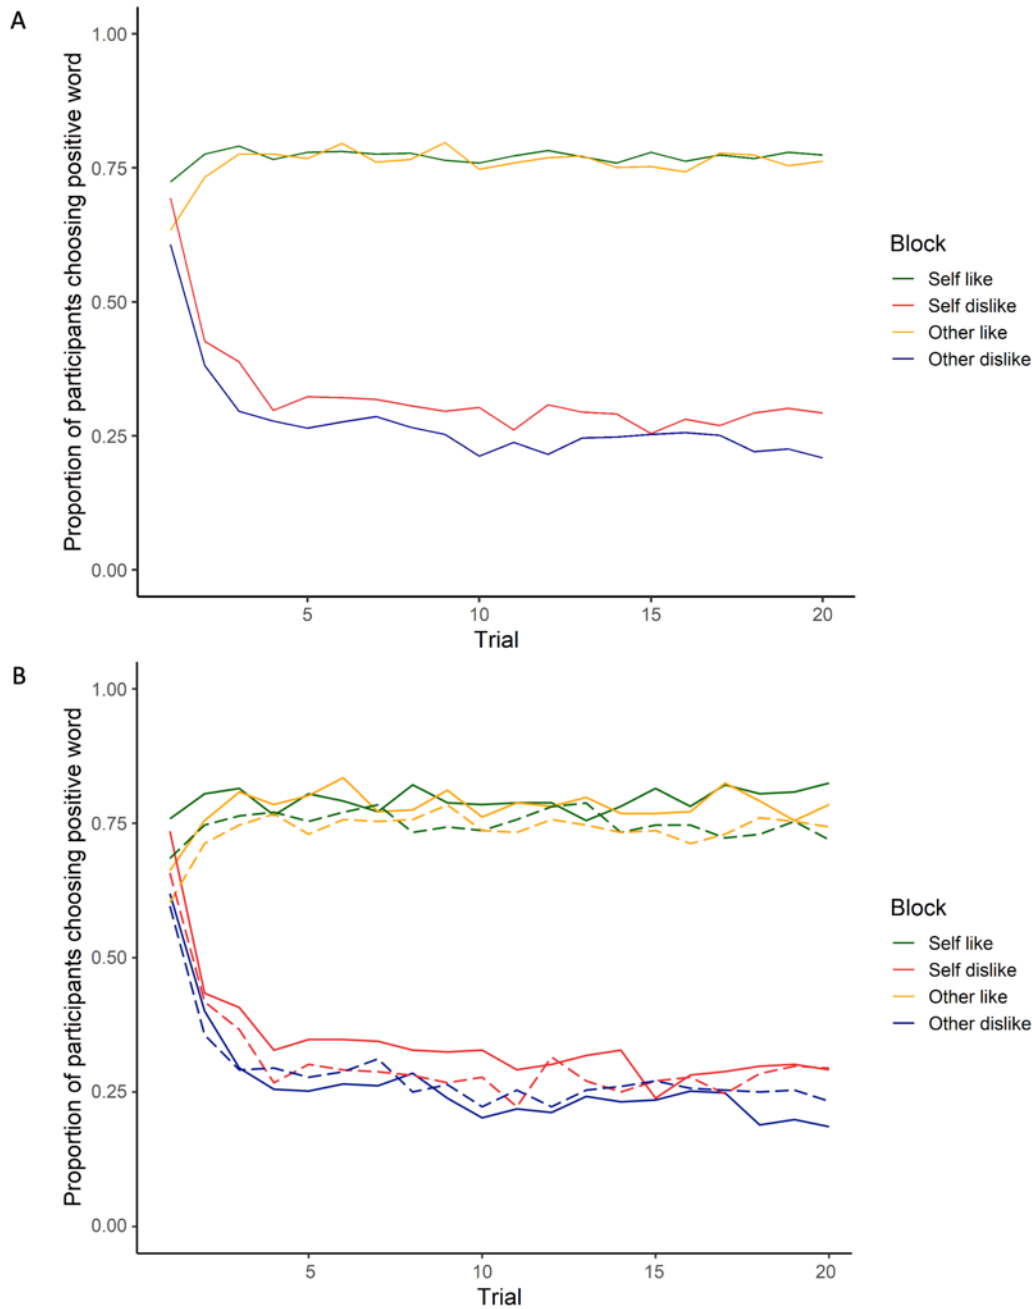 A
Proportion of participants choosing positive word
1.00
0.75
0.50
0.25
0.00
5
10
15
20
Trial
Block
Self like
Self dislike
Other like
Other dislike
B
Proportion of participants choosing positive word
1.00
0.75
0.50
0.25
0.00
5
10
15
20
Trial
Block
Self like
Self dislike
Other like
Other dislike